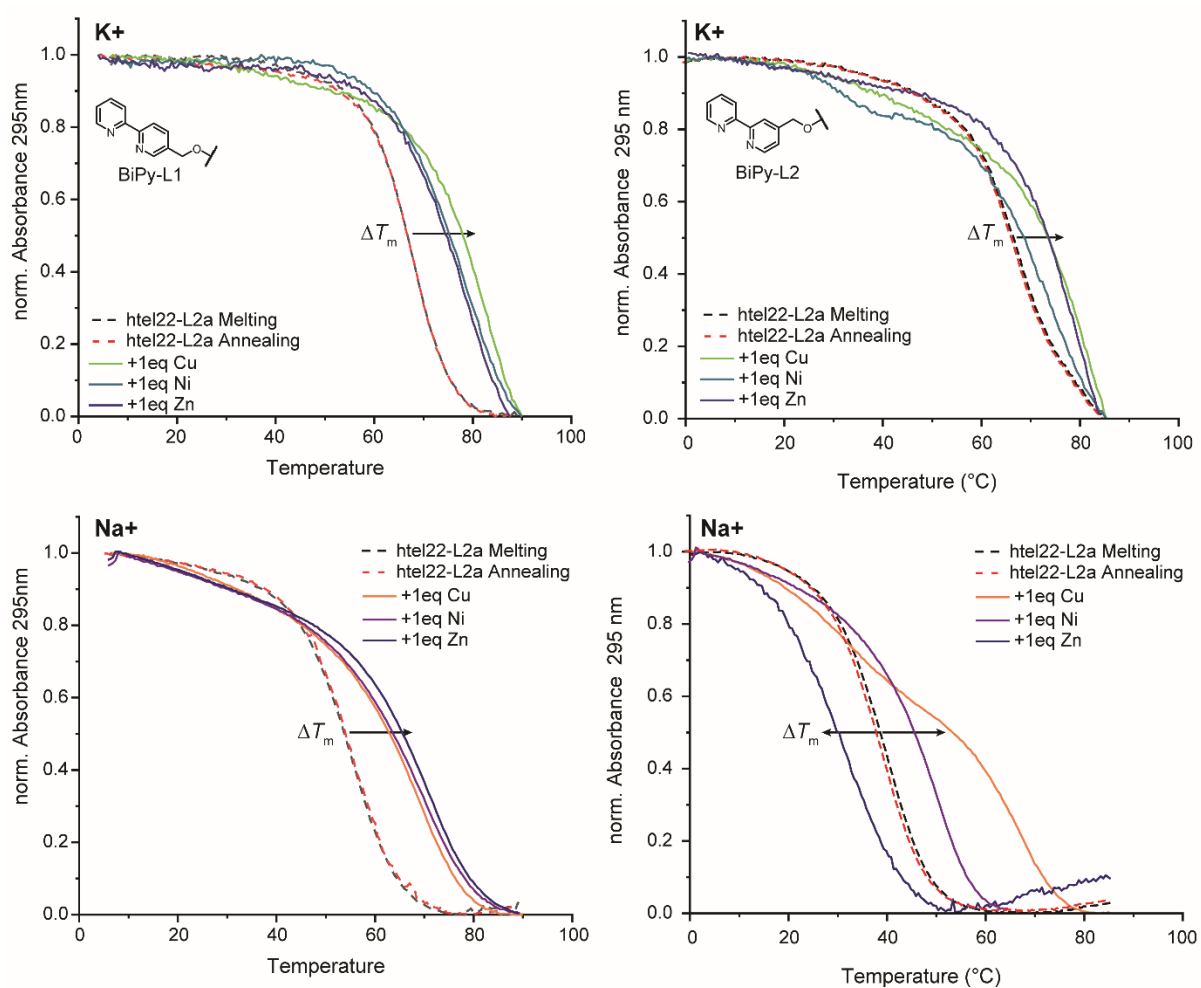 K+
norm. Absorbance 295nm
1.0
0.8
0.6
0.4
0.2
0.0
N
N
O
BiPy-L1
ΔTm
htel22-L2a Melting
htel22-L2a Annealing
+1eq Cu
+1eq Ni
+1eq Zn
0 20 40 60 80 100
Temperature
K+
norm. Absorbance 295 nm
1.0
0.8
0.6
0.4
0.2
0.0
N
N
O
BiPy-L2
ΔTm
htel22-L2a Melting
htel22-L2a Annealing
+1eq Cu
+1eq Ni
+1eq Zn
0 20 40 60 80 100
Temperature (°C)
Na+
norm. Absorbance 295nm
1.0
0.8
0.6
0.4
0.2
0.0
htel22-L2a Melting
htel22-L2a Annealing
+1eq Cu
+1eq Ni
+1eq Zn
ΔTm
0 20 40 60 80 100
Temperature
Na+
norm. Absorbance 295 nm
1.0
0.8
0.6
0.4
0.2
0.0
htel22-L2a Melting
htel22-L2a Annealing
+1eq Cu
+1eq Ni
+1eq Zn
ΔTm
0 20 40 60 80 100
Temperature (°C)